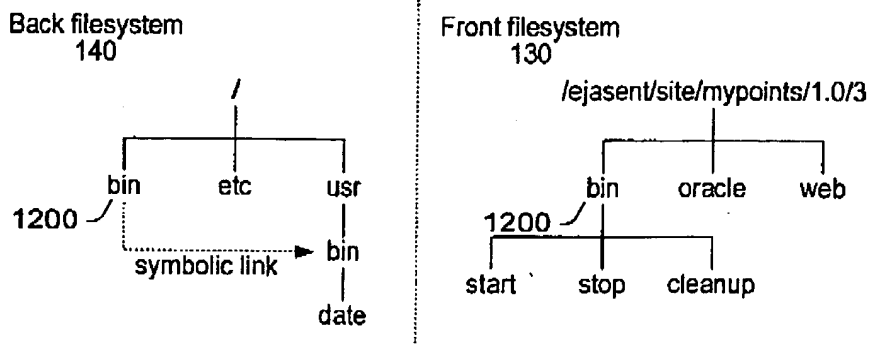 Back filesystem
140
/
bin etc usr
1200
bin
symbolic link
date
Front filesystem
130
/ejasent/site/mypoints/1.0/3
bin oracle web
1200
start stop cleanup